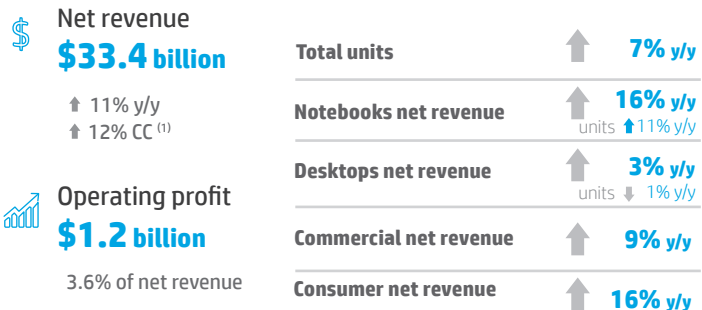 Net revenue
$33.4 billion
11% y/y
12% CC (1)
Operating profit
$1.2 billion
3.6% of net revenue
Total units 7% y/y
Notebooks net revenue 16% y/y
units 11% y/y
Desktops net revenue 3% y/y
units 1% y/y
Commercial net revenue 9% y/y
Consumer net revenue 16% y/y